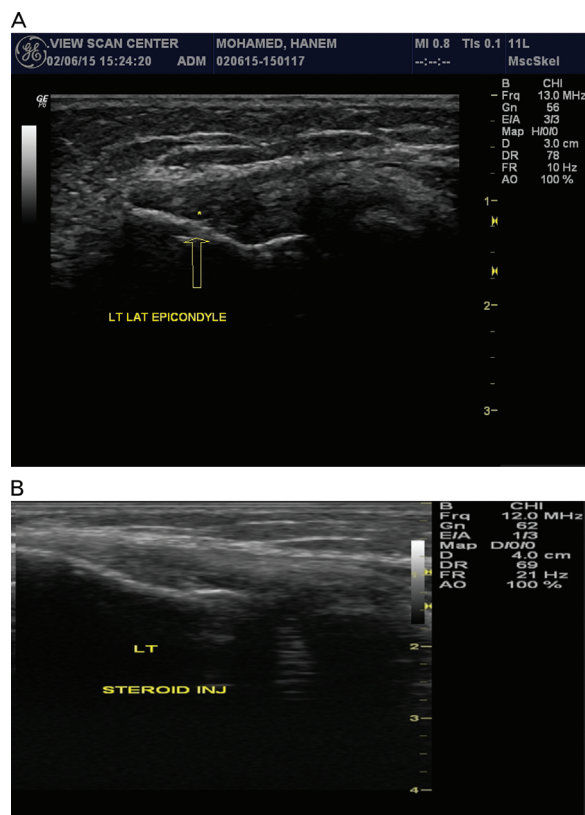 A
GE
VIEW SCAN CENTER MOHAMED, HANEM MI 0.8 TIs 0.1 11L
02/06/15 15:24:20 ADM 020615-150117 --:--:-- MscSkel
GE
B CHI
Frq 13.0 MHz
Gn 56
E/A 3/3
Map H/0/0
D 3.0 cm
DR 78
FR 10 Hz
AO 100 %
1
*
LT LAT EPICONDYLE
2
3
B
B CHI
Frq 12.0 MHz
Gn 62
E/A 1/3
Map D/0/0
D 4.0 cm
DR 69
FR 21 Hz
AO 100 %
LT
2
STEROID INJ
3
4